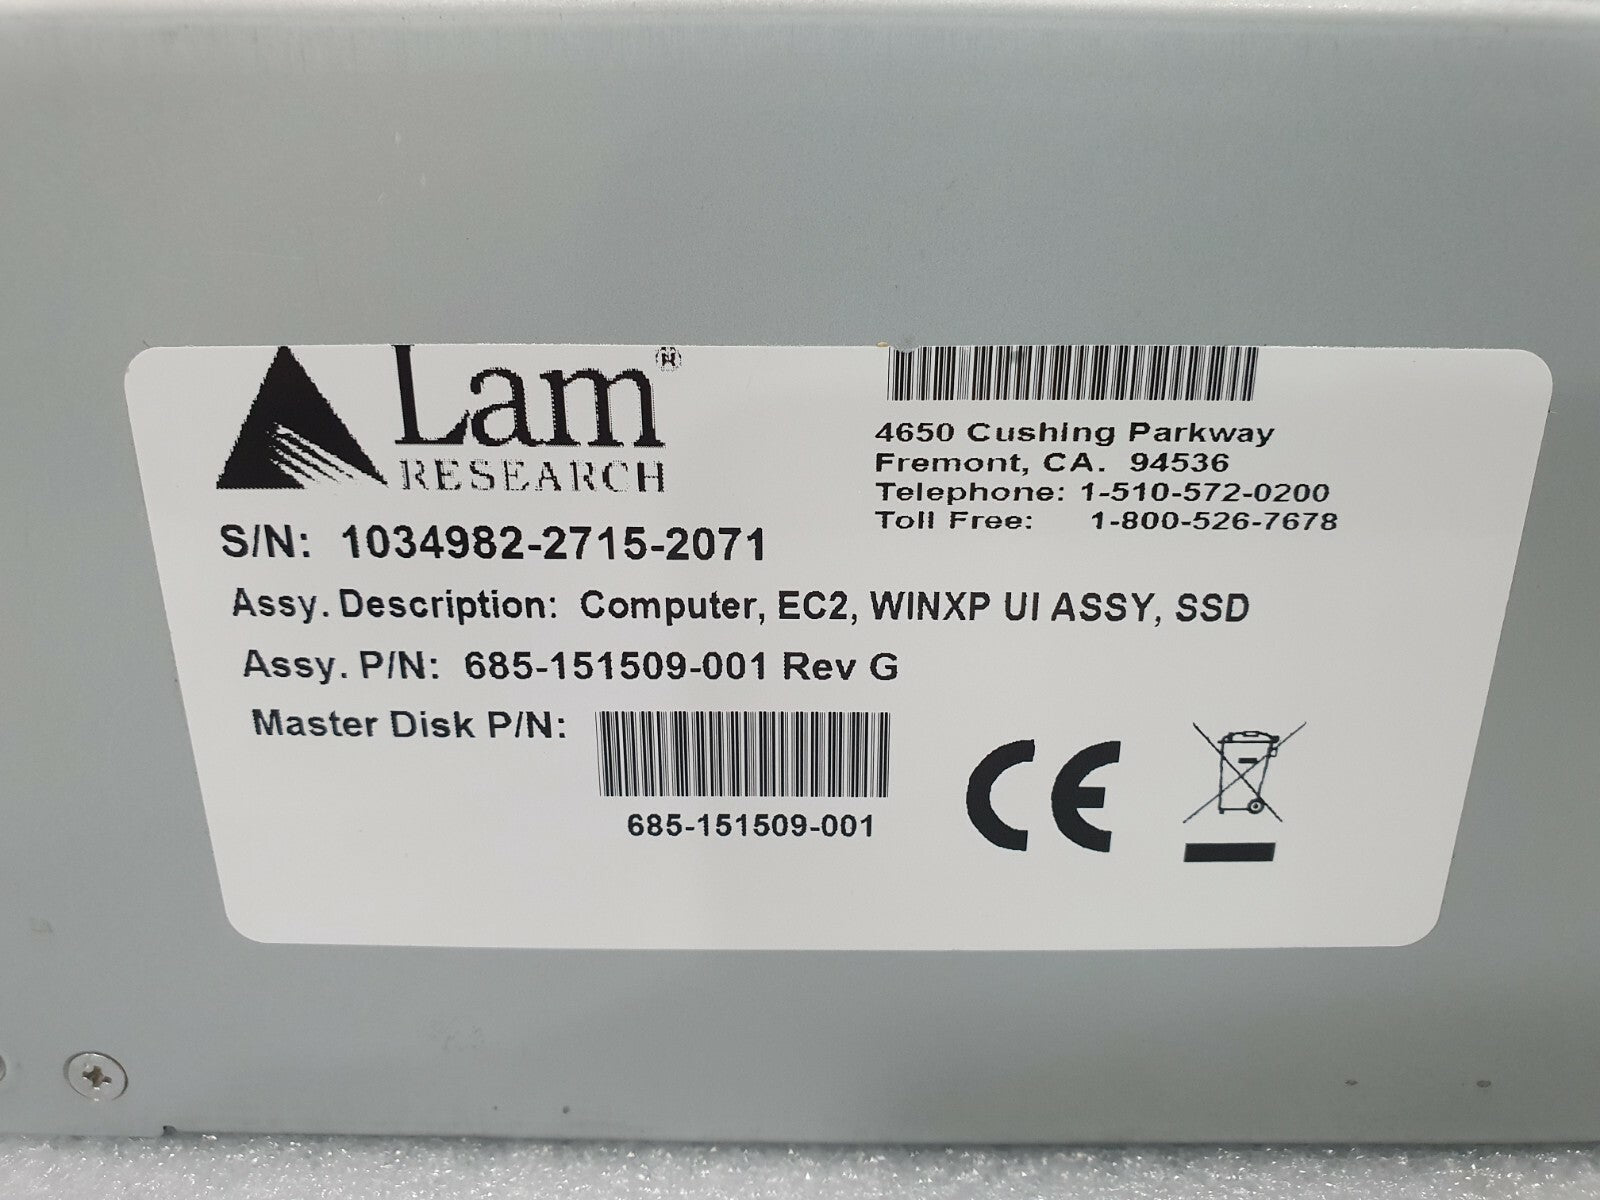 Lam®
RESEARCH
4650 Cushing Parkway
Fremont, CA. 94536
Telephone: 1-510-572-0200
Toll Free: 1-800-526-7678
S/N: 1034982-2715-2071
Assy. Description: Computer, EC2, WINXP UI ASSY, SSD
Assy. P/N: 685-151509-001 Rev G
Master Disk P/N:
685-151509-001
CE